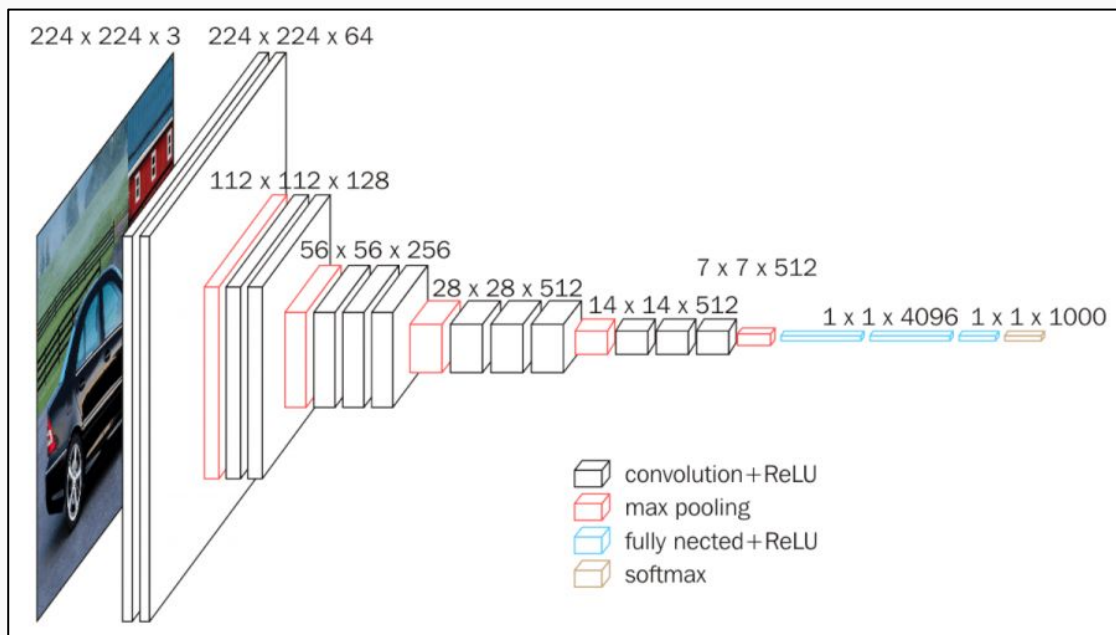 224 x 224 x 3
224 x 224 x 64
112 x 112 x 128
56 x 56 x 256
28 x 28 x 512
14 x 14 x 512
7 x 7 x 512
1 x 1 x 4096
1 x 1 x 1000
convolution+ReLU
max pooling
fully nected+ReLU
softmax